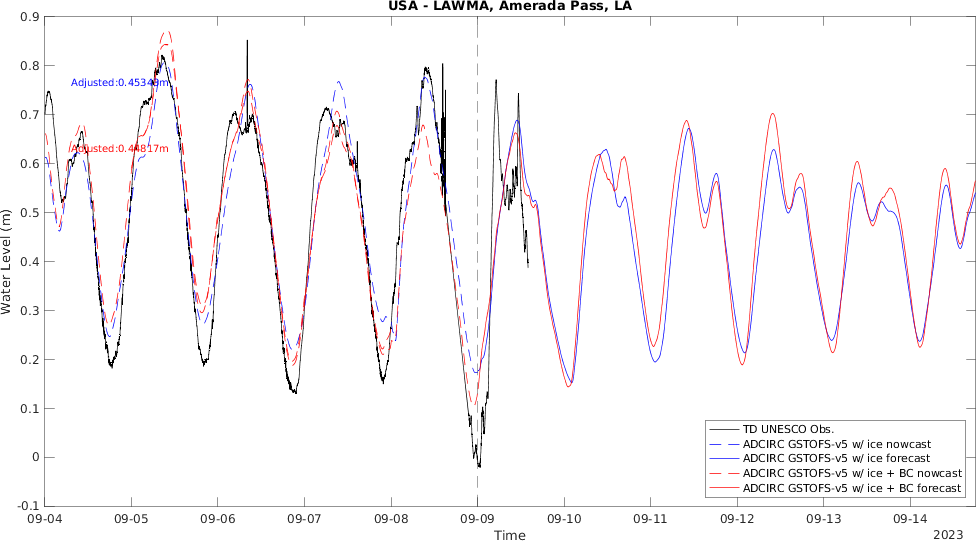 USA - LAWMA, Amerada Pass, LA
0.9
0.8
0.7
0.6
0.5
0.4
0.3
0.2
0.1
0
-0.1
Water Level (m)
Adjusted:0.45348m
Adjusted:0.44817m
TD UNESCO Obs.
ADCIRC GSTOFS-v5 w/ ice nowcast
ADCIRC GSTOFS-v5 w/ ice forecast
ADCIRC GSTOFS-v5 w/ ice + BC nowcast
ADCIRC GSTOFS-v5 w/ ice + BC forecast
09-04 09-05 09-06 09-07 09-08 09-09 09-10 09-11 09-12 09-13 09-14
Time
2023